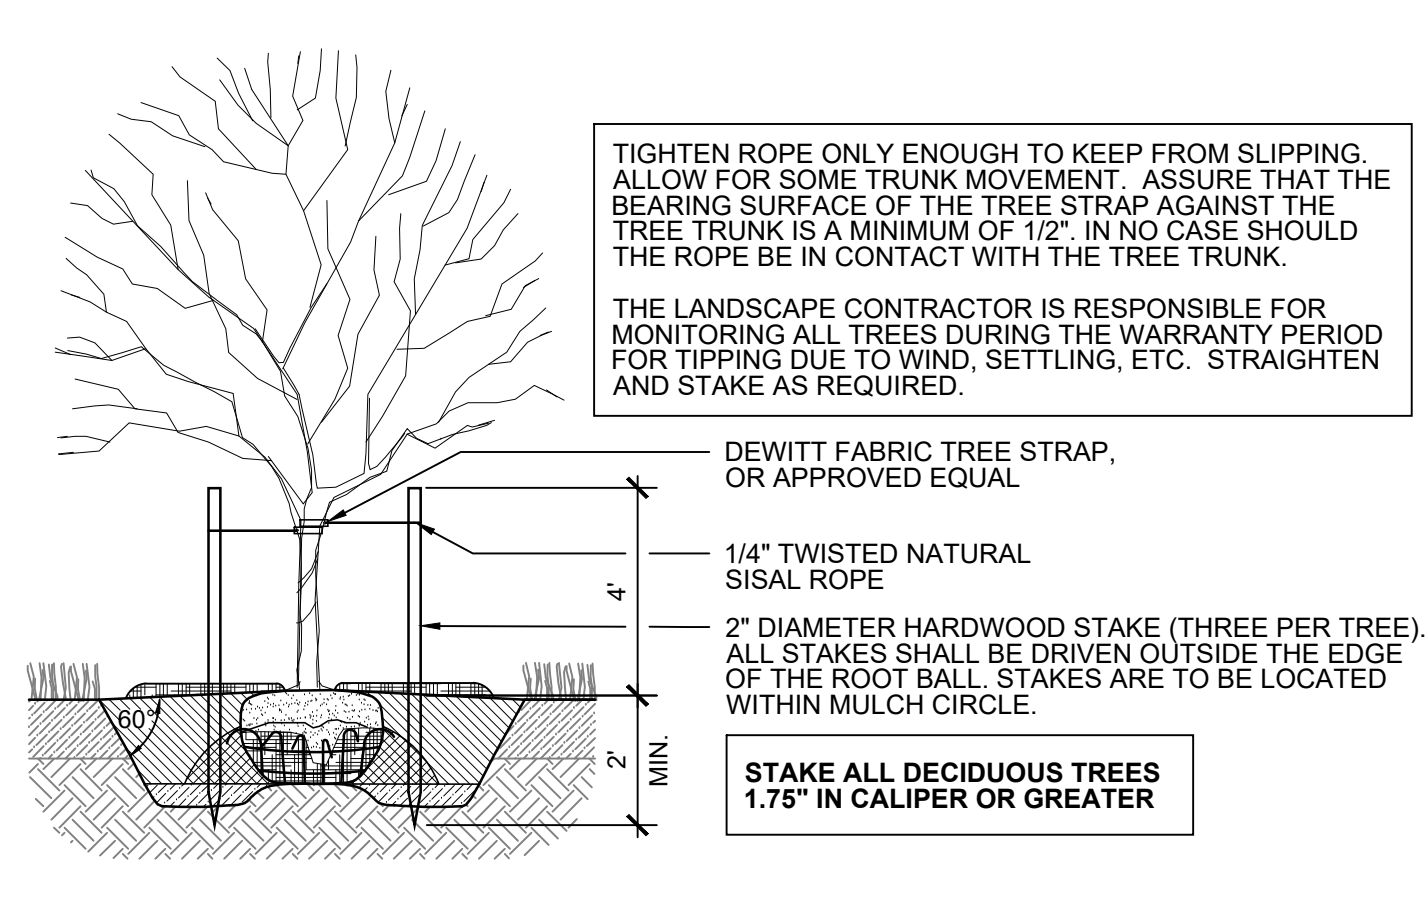 TIGHTEN ROPE ONLY ENOUGH TO KEEP FROM SLIPPING.
ALLOW FOR SOME TRUNK MOVEMENT.  ASSURE THAT THE
BEARING SURFACE OF THE TREE STRAP AGAINST THE
TREE TRUNK IS A MINIMUM OF 1/2". IN NO CASE SHOULD
THE ROPE BE IN CONTACT WITH THE TREE TRUNK.
THE LANDSCAPE CONTRACTOR IS RESPONSIBLE FOR
MONITORING ALL TREES DURING THE WARRANTY PERIOD
FOR TIPPING DUE TO WIND, SETTLING, ETC.  STRAIGHTEN
AND STAKE AS REQUIRED.
DEWITT FABRIC TREE STRAP,
OR APPROVED EQUAL
1/4" TWISTED NATURAL
SISAL ROPE
4'
2" DIAMETER HARDWOOD STAKE (THREE PER TREE).
ALL STAKES SHALL BE DRIVEN OUTSIDE THE EDGE
OF THE ROOT BALL. STAKES ARE TO BE LOCATED
WITHIN MULCH CIRCLE.
60°
2'
MIN.
STAKE ALL DECIDUOUS TREES
1.75" IN CALIPER OR GREATER